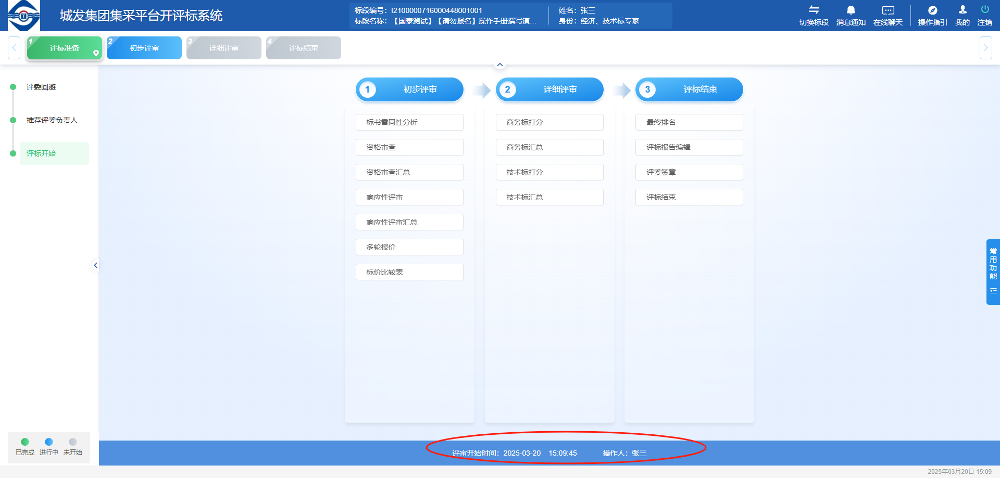 城发集团集采平台开评标系统
标段编号：I2100000716000448001001
标段名称：【国泰测试】【请勿报名】操作手册撰写演...
姓名：张三
身份：经济、技术标专家
切换标段
消息通知
在线聊天
操作指引
我的
注销
1 评标准备
2 初步评审
3 详细评审
4 评标结束
评委回避
推荐评委负责人
评标开始
1 初步评审
标书雷同性分析
资格审查
资格审查汇总
响应性评审
响应性评审汇总
多轮报价
标价比较表
2 详细评审
商务标打分
商务标汇总
技术标打分
技术标汇总
3 评标结束
最终排名
评标报告编辑
评委签章
评标结束
常用功能
已完成 进行中 未开始
评审开始时间：2025-03-20 15:09:45 操作人：张三
2025年03月20日 15:09